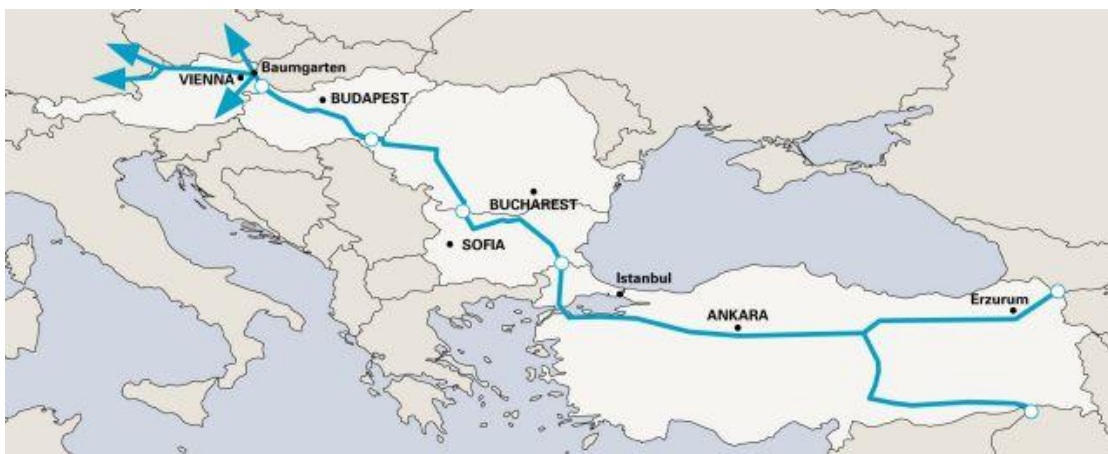 Baumgarten
VIENNA
BUDAPEST
BUCHAREST
SOFIA
Istanbul
Erzurum
ANKARA